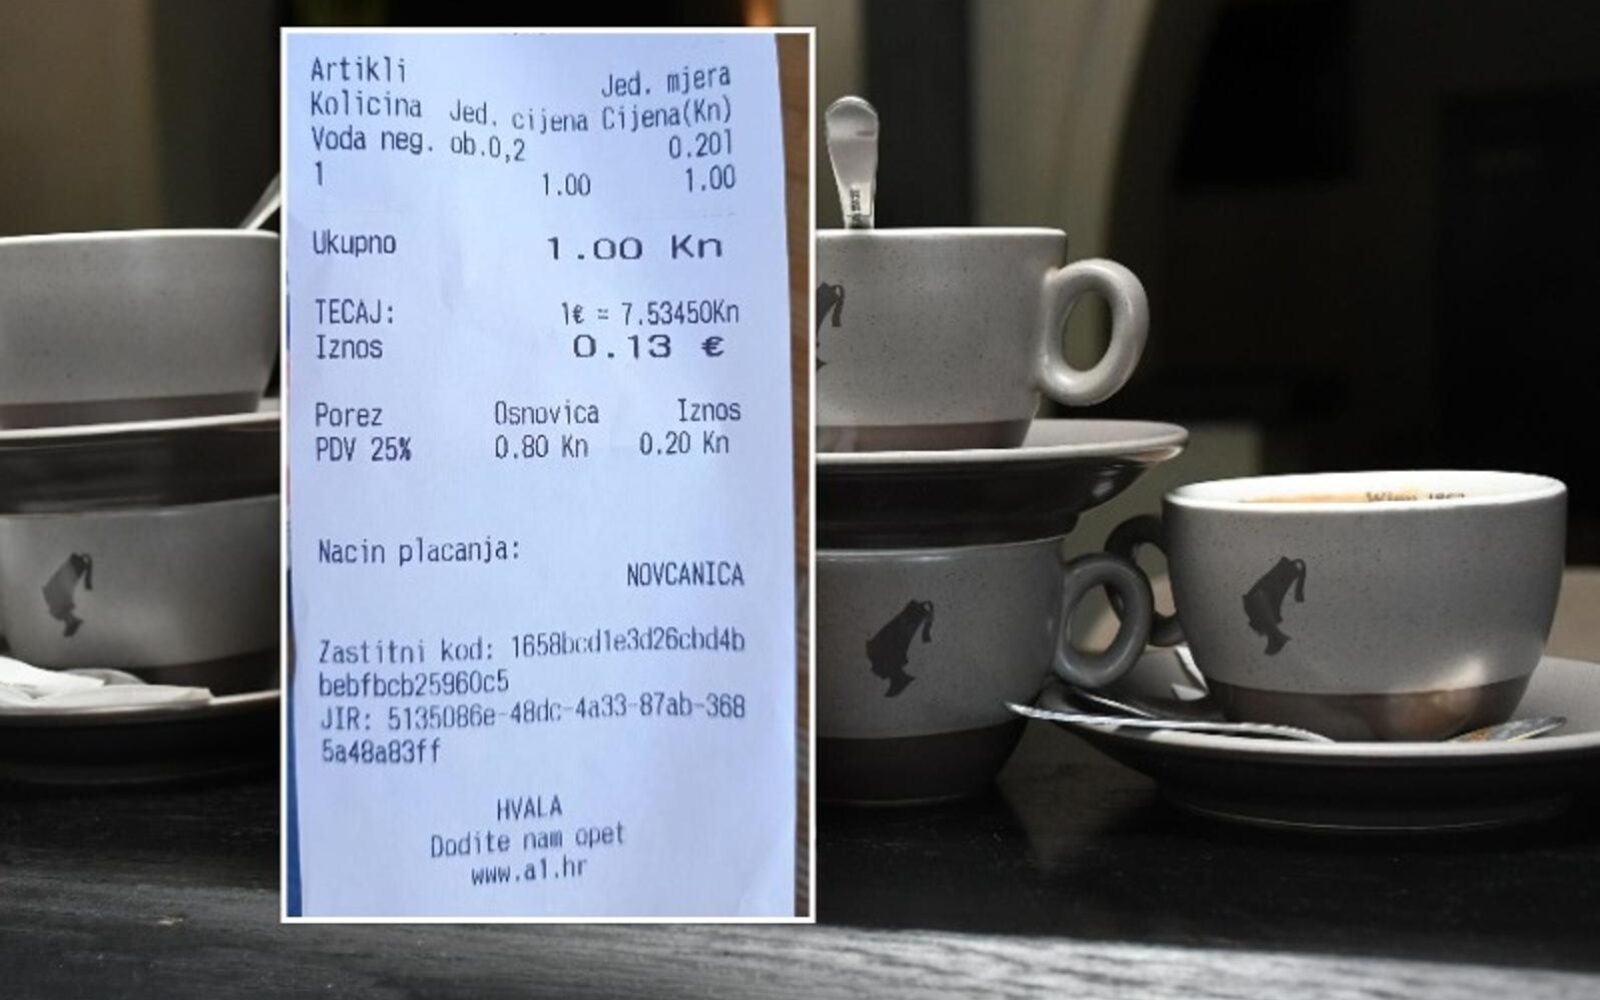 Artikli
Jed. mjera
Kolicina Jed. cijena Cijena(Kn)
Voda neg. ob.0,2 0.20l
1 1.00 1.00
Ukupno 1.00 Kn
TECAJ: 1€ = 7.53450Kn
Iznos 0.13 €
Porez Osnovica Iznos
PDV 25% 0.80 Kn 0.20 Kn
Nacin placanja:
NOVCANICA
Zastitni kod: 1658bcd1e3d26cbd4b
bebfbcb25960c5
JIR: 5135086e-48dc-4a33-87ab-368
5a48a83ff
HVALA
Dodite nam opet
www.a1.hr